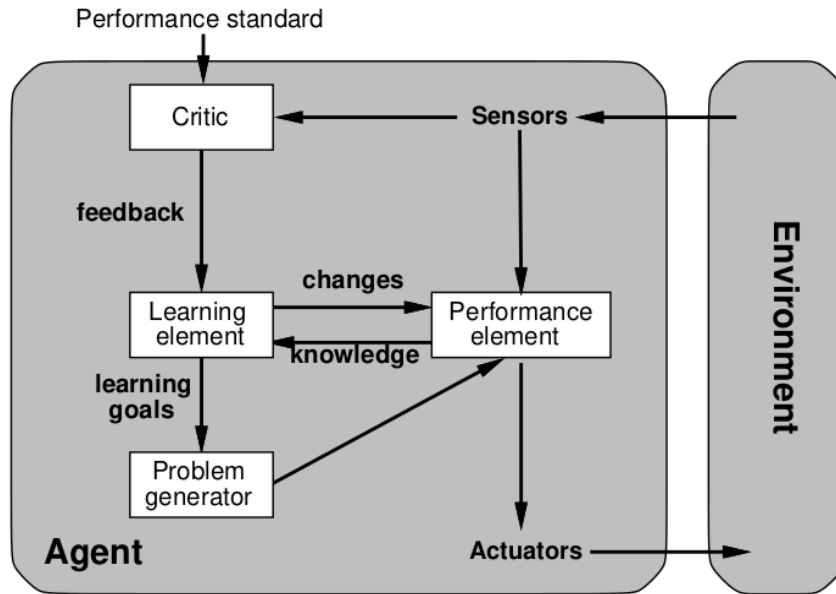 Performance standard
Critic
Sensors
feedback
changes
Learning
element
Performance
element
knowledge
learning
goals
Problem
generator
Agent
Actuators
Environment